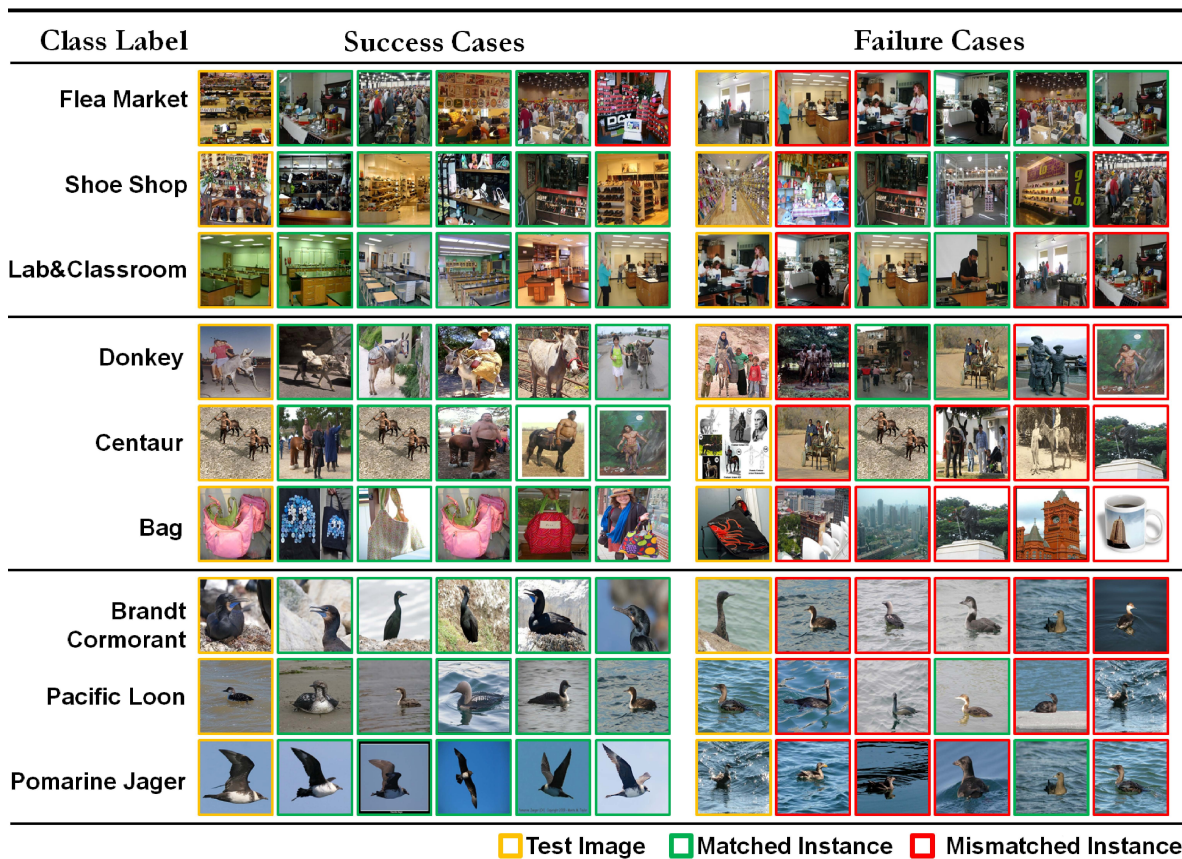 Class Label Success Cases Failure Cases
Flea Market
Shoe Shop
Lab&Classroom
Donkey
Centaur
Bag
Brandt
Cormorant
Pacific Loon
Pomarine Jager
Test Image Matched Instance Mismatched Instance